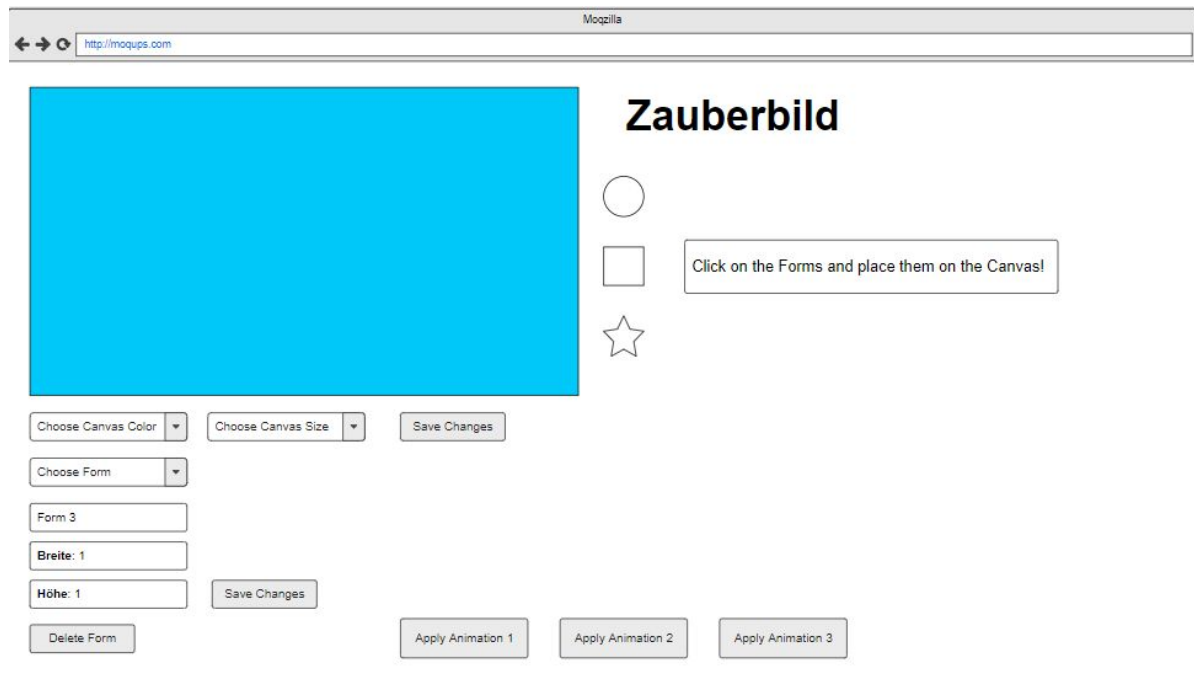 Moqzilla
http://moqups.com
Zauberbild
Click on the Forms and place them on the Canvas!
Choose Canvas Color
Choose Canvas Size
Save Changes
Choose Form
Form 3
Breite: 1
Höhe: 1
Save Changes
Delete Form
Apply Animation 1
Apply Animation 2
Apply Animation 3